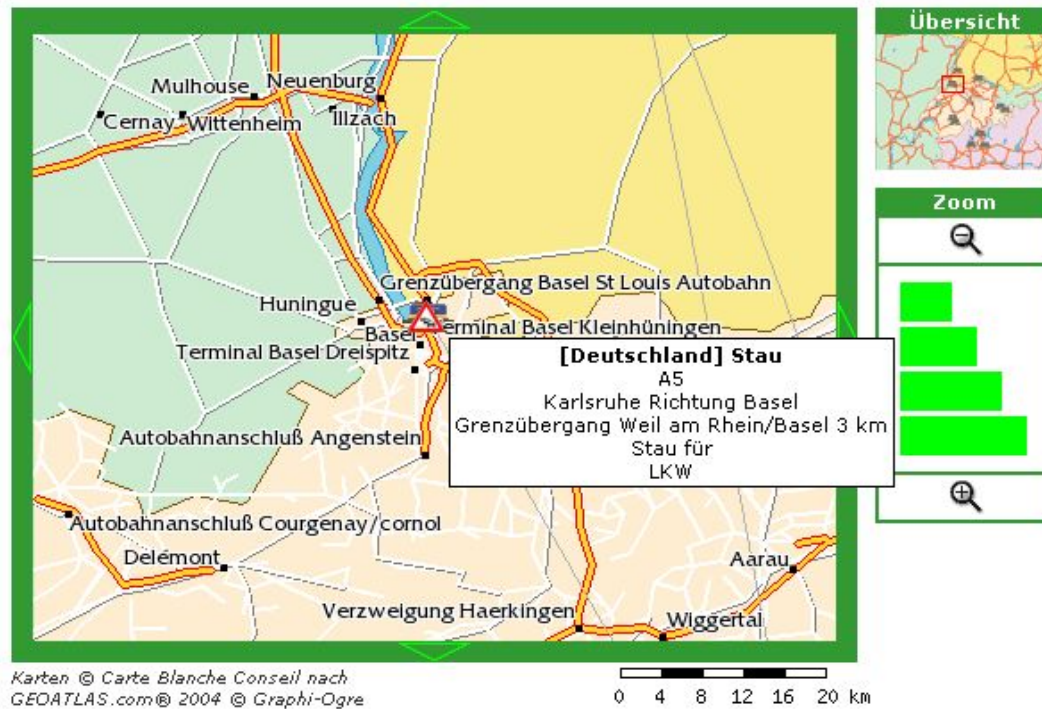 Übersicht
Neuenburg
Mulhouse
Cernay Wittenheim Illzach
Zoom
Grenzübergang Basel St Louis Autobahn
Huningue
Basel Terminal Basel Kleinhüningen
Terminal Basel Dreispitz
[Deutschland] Stau
A5
Karlsruhe Richtung Basel
Grenzübergang Weil am Rhein/Basel 3 km
Stau für
LKW
Autobahnanschluß Angenstein
Autobahnanschluß Courgenay/cornol
Delémont
Aarau
Verzweigung Haerkingen
Wiggertal
Karten © Carte Blanche Conseil nach
GEOATLAS.com® 2004 © Graphi-Ogre
0 4 8 12 16 20 km